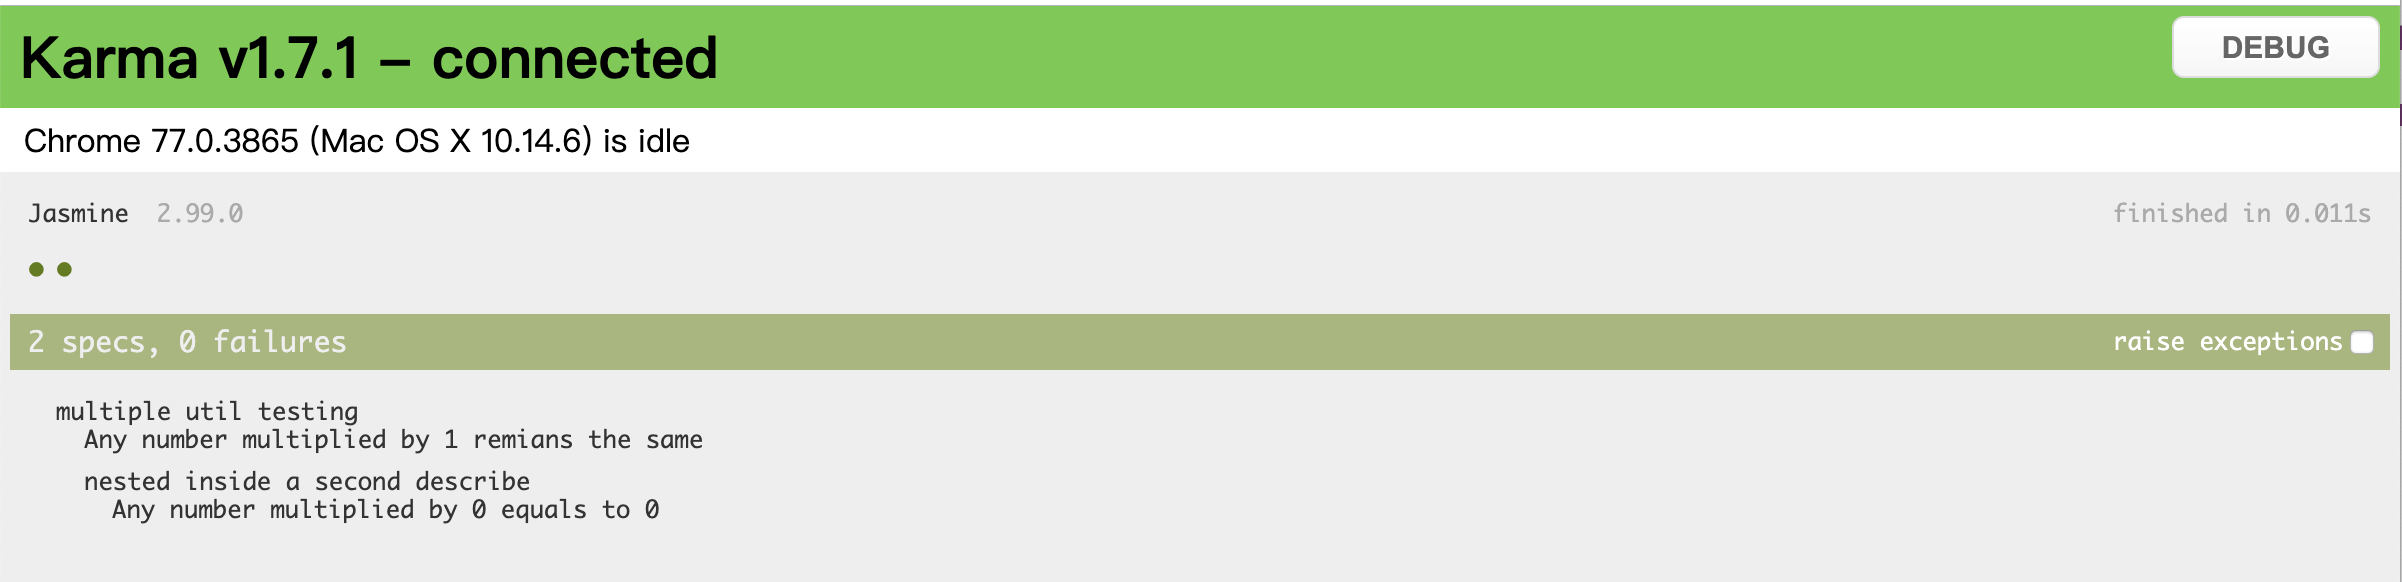 Karma v1.7.1 – connected
DEBUG
Chrome 77.0.3865 (Mac OS X 10.14.6) is idle
Jasmine 2.99.0
finished in 0.011s
2 specs, 0 failures
raise exceptions
multiple util testing
Any number multiplied by 1 remians the same
nested inside a second describe
Any number multiplied by 0 equals to 0